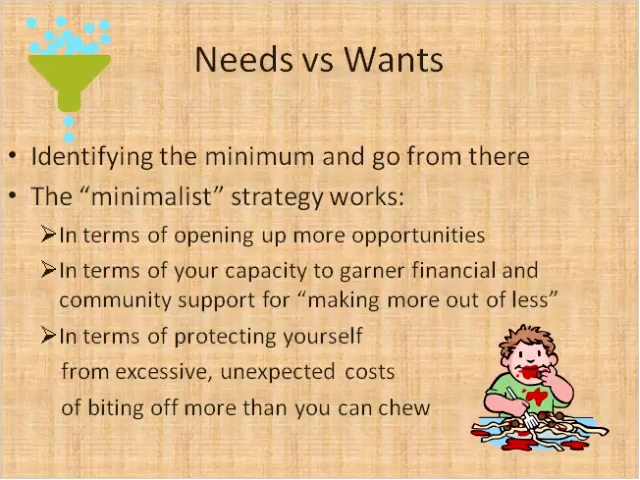 Needs vs Wants
• Identifying the minimum and go from there
• The “minimalist” strategy works:
➢In terms of opening up more opportunities
➢In terms of your capacity to garner financial and
community support for “making more out of less”
➢In terms of protecting yourself
from excessive, unexpected costs
of biting off more than you can chew